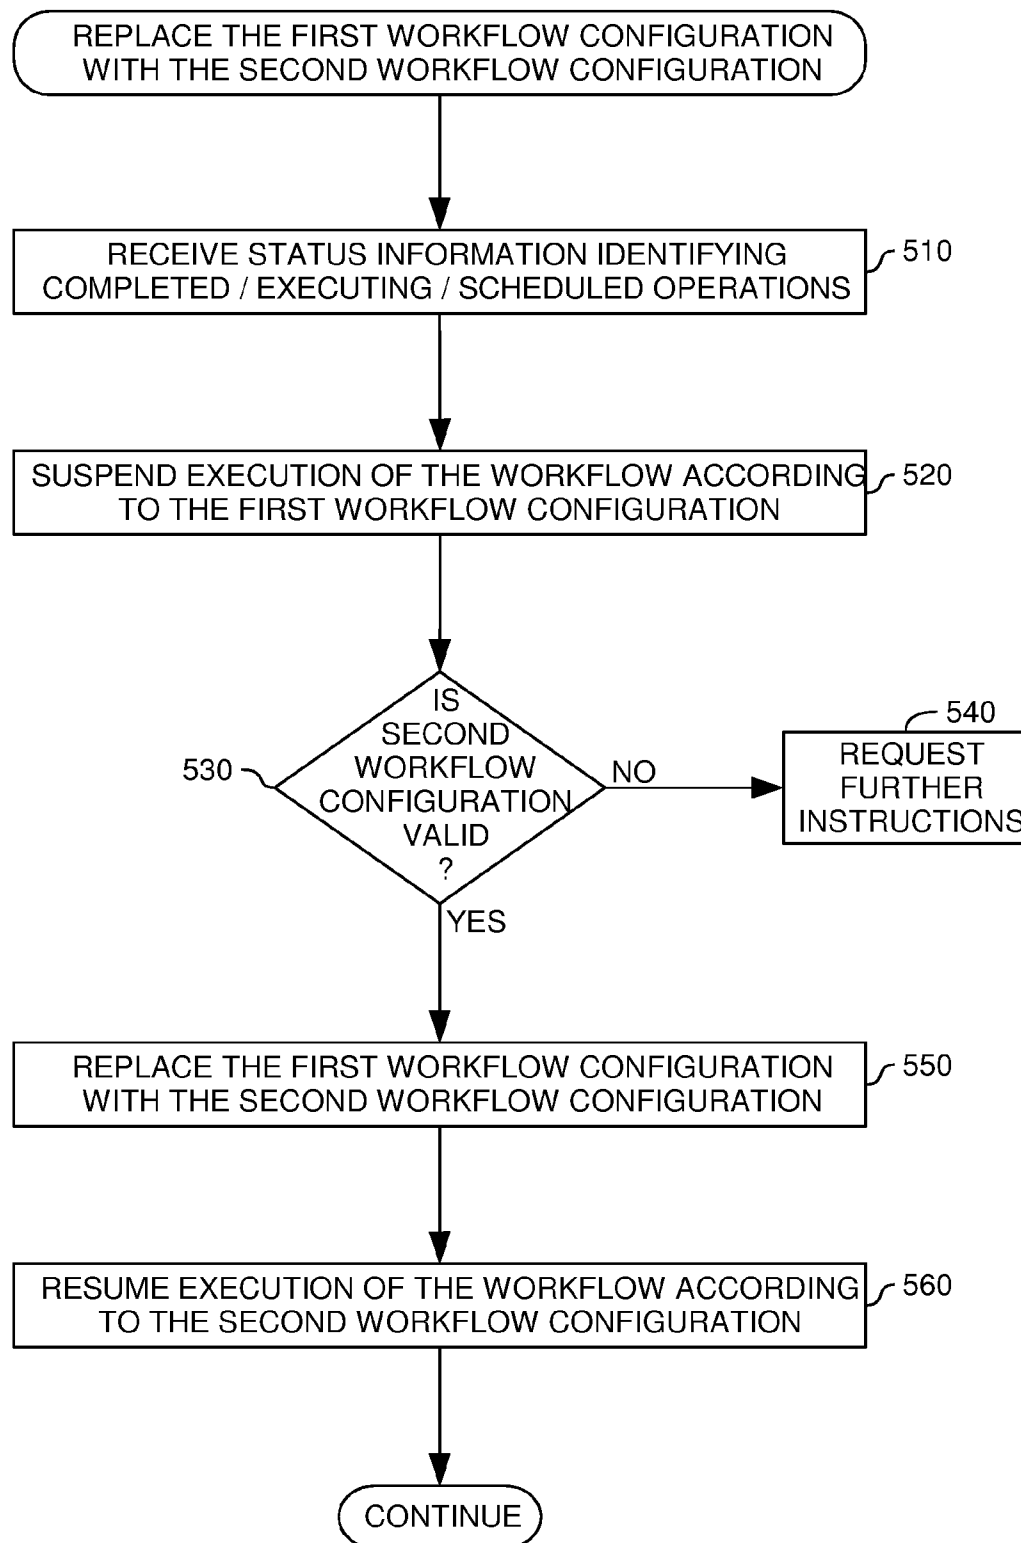 REPLACE THE FIRST WORKFLOW CONFIGURATION
WITH THE SECOND WORKFLOW CONFIGURATION
RECEIVE STATUS INFORMATION IDENTIFYING
COMPLETED / EXECUTING / SCHEDULED OPERATIONS
510
SUSPEND EXECUTION OF THE WORKFLOW ACCORDING
TO THE FIRST WORKFLOW CONFIGURATION
520
IS
SECOND
WORKFLOW
CONFIGURATION
VALID
?
530
NO
540
REQUEST
FURTHER
INSTRUCTIONS
YES
REPLACE THE FIRST WORKFLOW CONFIGURATION
WITH THE SECOND WORKFLOW CONFIGURATION
550
RESUME EXECUTION OF THE WORKFLOW ACCORDING
TO THE SECOND WORKFLOW CONFIGURATION
560
CONTINUE